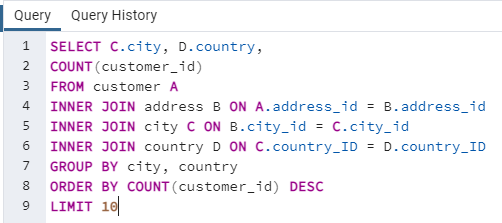 Query Query History
1 SELECT C.city, D.country,
2 COUNT(customer_id)
3 FROM customer A
4 INNER JOIN address B ON A.address_id = B.address_id
5 INNER JOIN city C ON B.city_id = C.city_id
6 INNER JOIN country D ON C.country_ID = D.country_ID
7 GROUP BY city, country
8 ORDER BY COUNT(customer_id) DESC
9 LIMIT 10